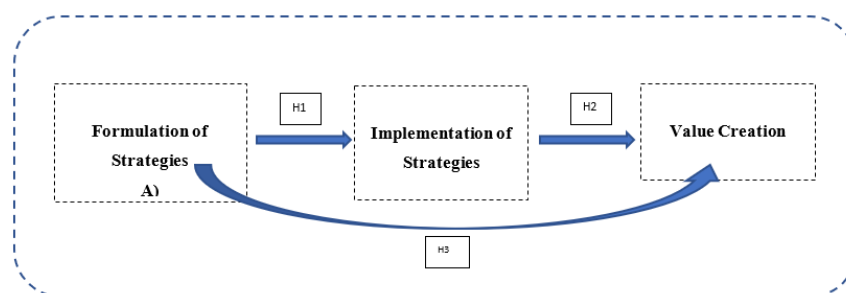 H1
H2
Formulation of
Strategies
A)
Implementation of
Strategies
Value Creation
H3